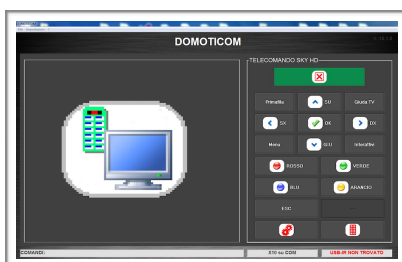 DOMOTICOM
TELECOMANDO SKY HD
Primafila
SU
Giuda TV
SX
OK
DX
Menu
GIU
Interattivi
ROSSO
VERDE
BLU
ARANCIO
ESC
COMANDI:
X10 su COM
USB-IR NON TROVATO